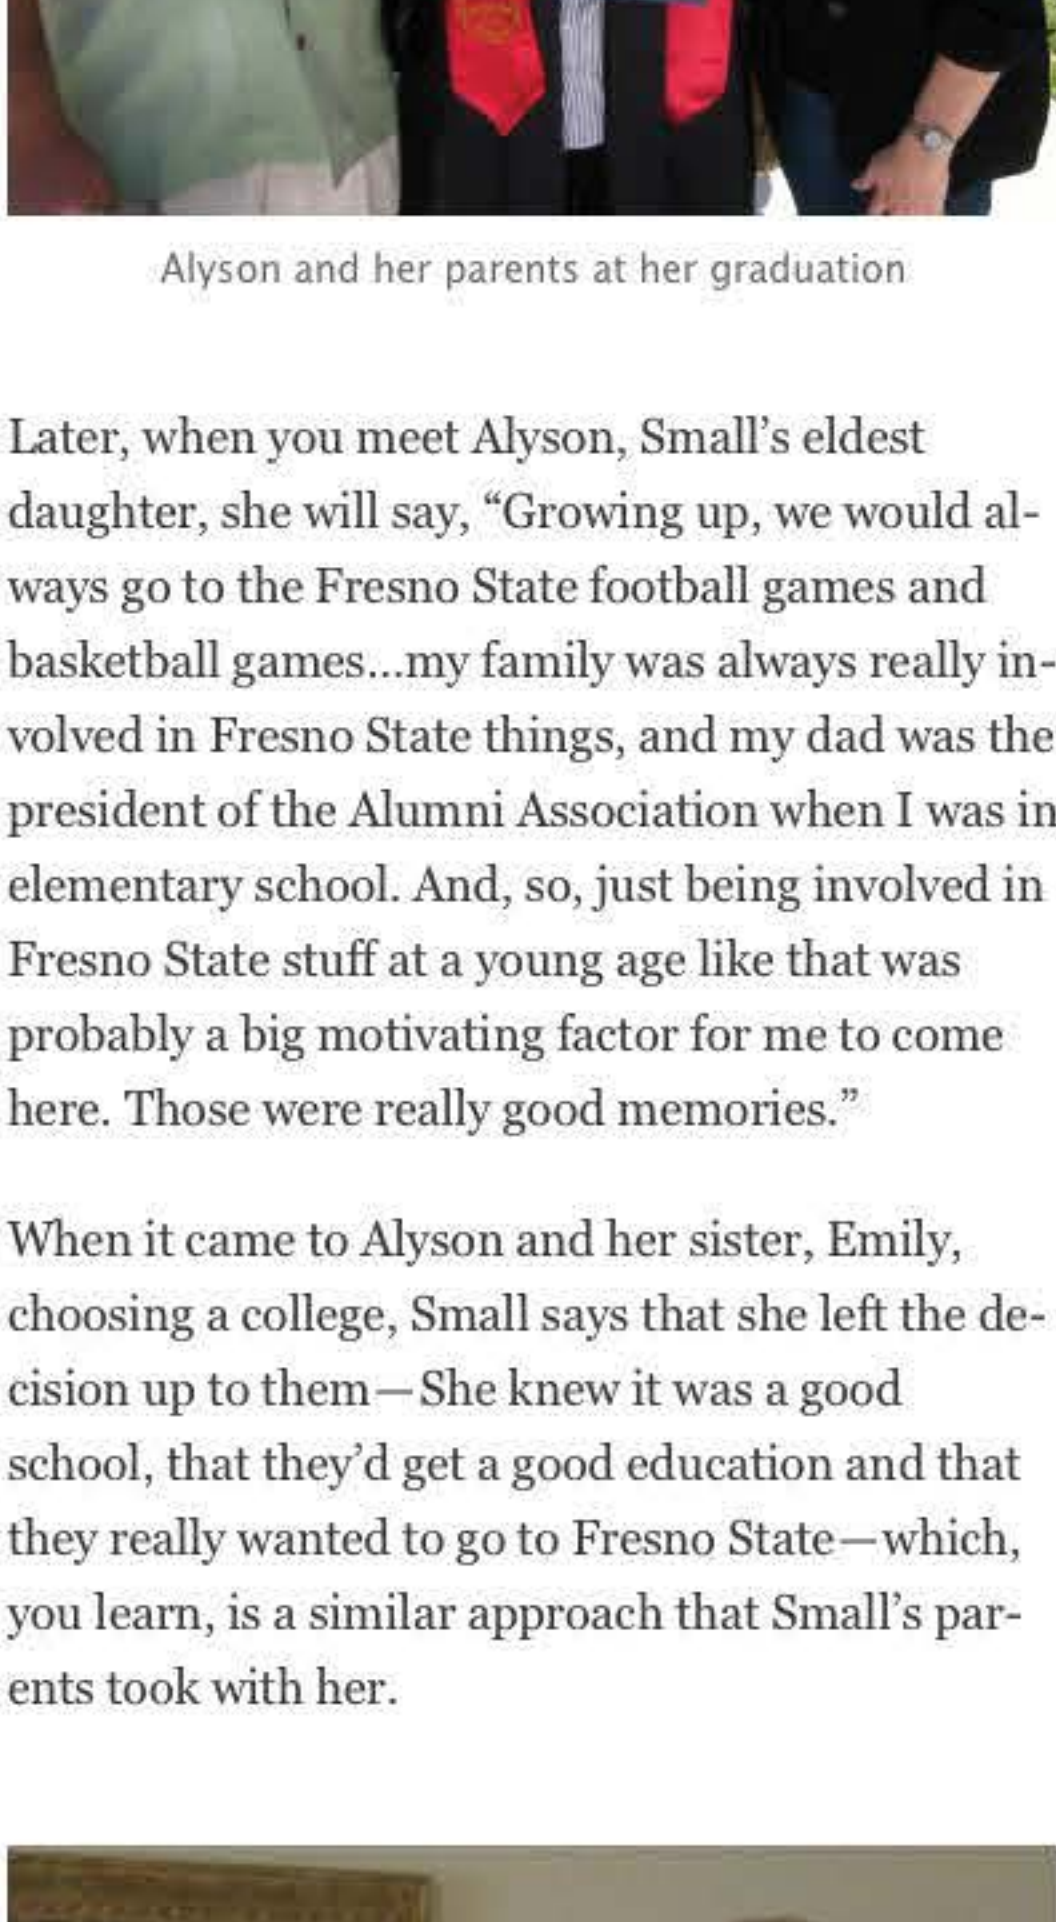 Alyson and her parents at her graduation
Later, when you meet Alyson, Small’s eldest
daughter, she will say, “Growing up, we would al-
ways go to the Fresno State football games and
basketball games...my family was always really in-
volved in Fresno State things, and my dad was the
president of the Alumni Association when I was in
elementary school. And, so, just being involved in
Fresno State stuff at a young age like that was
probably a big motivating factor for me to come
here. Those were really good memories.”
When it came to Alyson and her sister, Emily,
choosing a college, Small says that she left the de-
cision up to them—She knew it was a good
school, that they’d get a good education and that
they really wanted to go to Fresno State—which,
you learn, is a similar approach that Small’s par-
ents took with her.